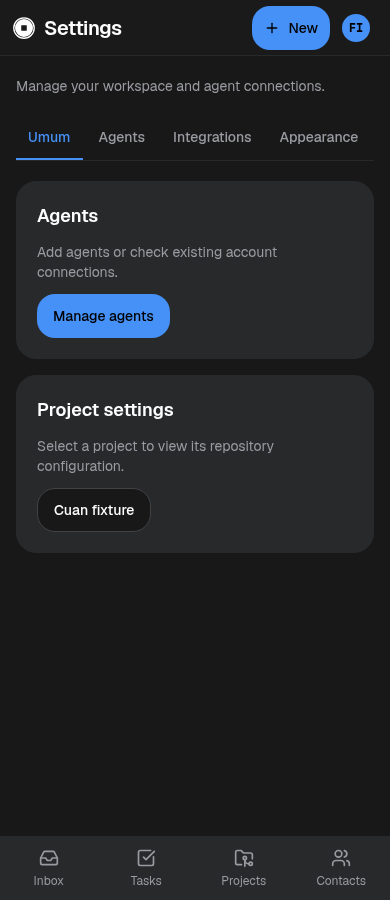 Settings
New
FI
Manage your workspace and agent connections.
Umum
Agents
Integrations
Appearance
Agents
Add agents or check existing account
connections.
Manage agents
Project settings
Select a project to view its repository
configuration.
Cuan fixture
Inbox
Tasks
Projects
Contacts